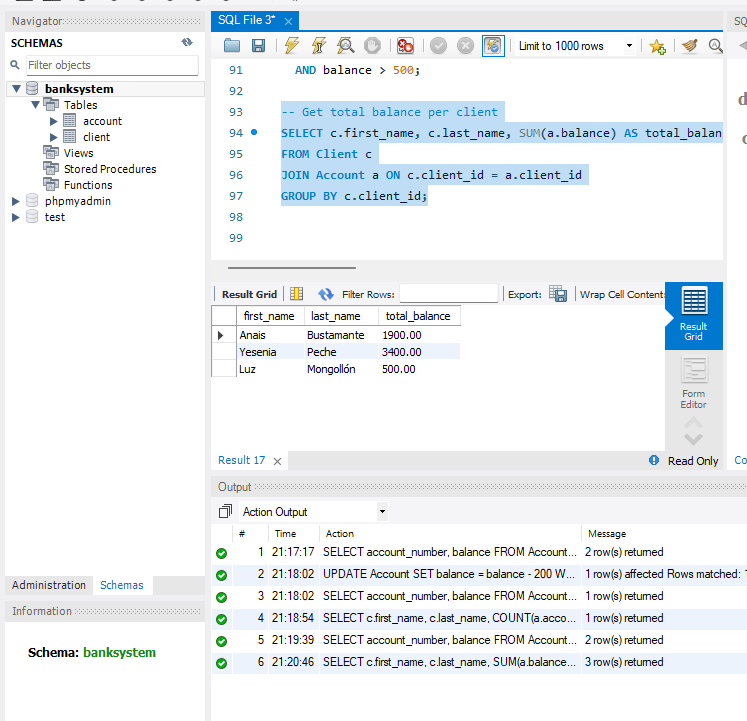 Navigator
SCHEMAS
Filter objects
banksystem
Tables
account
client
Views
Stored Procedures
Functions
phpmyadmin
test
Administration Schemas
Information
Schema: banksystem
SQL File 3*
Limit to 1000 rows
91 AND balance > 500;
92
93 -- Get total balance per client
94 SELECT c.first_name, c.last_name, SUM(a.balance) AS total_balan
95 FROM Client c
96 JOIN Account a ON c.client_id = a.client_id
97 GROUP BY c.client_id;
98
99
Result Grid Filter Rows: Export: Wrap Cell Content:
first_name last_name total_balance
Anais Bustamante 1900.00
Yesenia Peche 3400.00
Luz Mongollón 500.00
Result
Grid
Form
Editor
Result 17 Read Only Co
Output
Action Output
# Time Action Message
1 21:17:17 SELECT account_number, balance FROM Account... 2 row(s) returned
2 21:18:02 UPDATE Account SET balance = balance - 200 W... 1 row(s) affected Rows matched: 1
3 21:18:02 SELECT account_number, balance FROM Account... 1 row(s) returned
4 21:18:54 SELECT c.first_name, c.last_name, COUNT(a.acco... 1 row(s) returned
5 21:19:39 SELECT account_number, balance FROM Account... 2 row(s) returned
6 21:20:46 SELECT c.first_name, c.last_name, SUM(a.balance... 3 row(s) returned
SQ
d